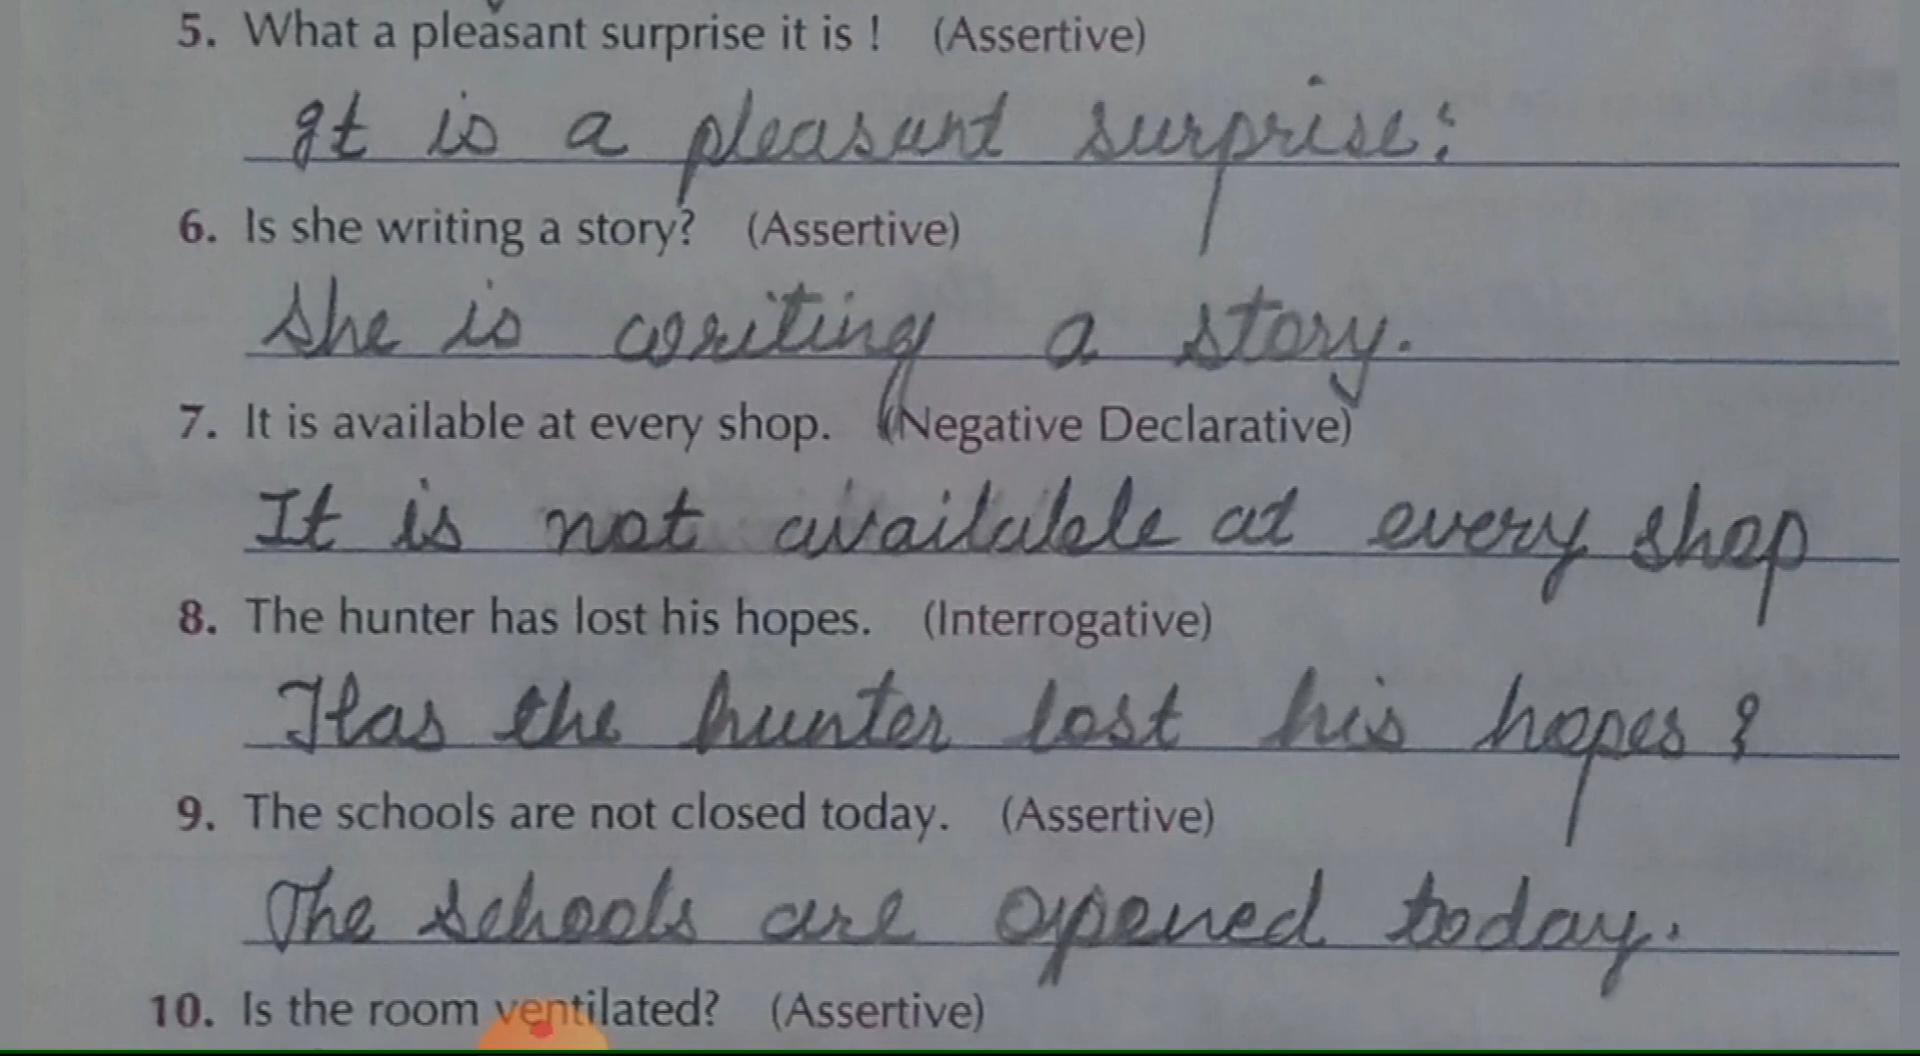 5. What a pleasant surprise it is ! (Assertive)
It is a pleasant surprise:
6. Is she writing a story? (Assertive)
She is writing a story.
7. It is available at every shop. (Negative Declarative)
It is not available at every shop
8. The hunter has lost his hopes. (Interrogative)
Has the hunter lost his hopes ?
9. The schools are not closed today. (Assertive)
The schools are opened today.
10. Is the room ventilated? (Assertive)